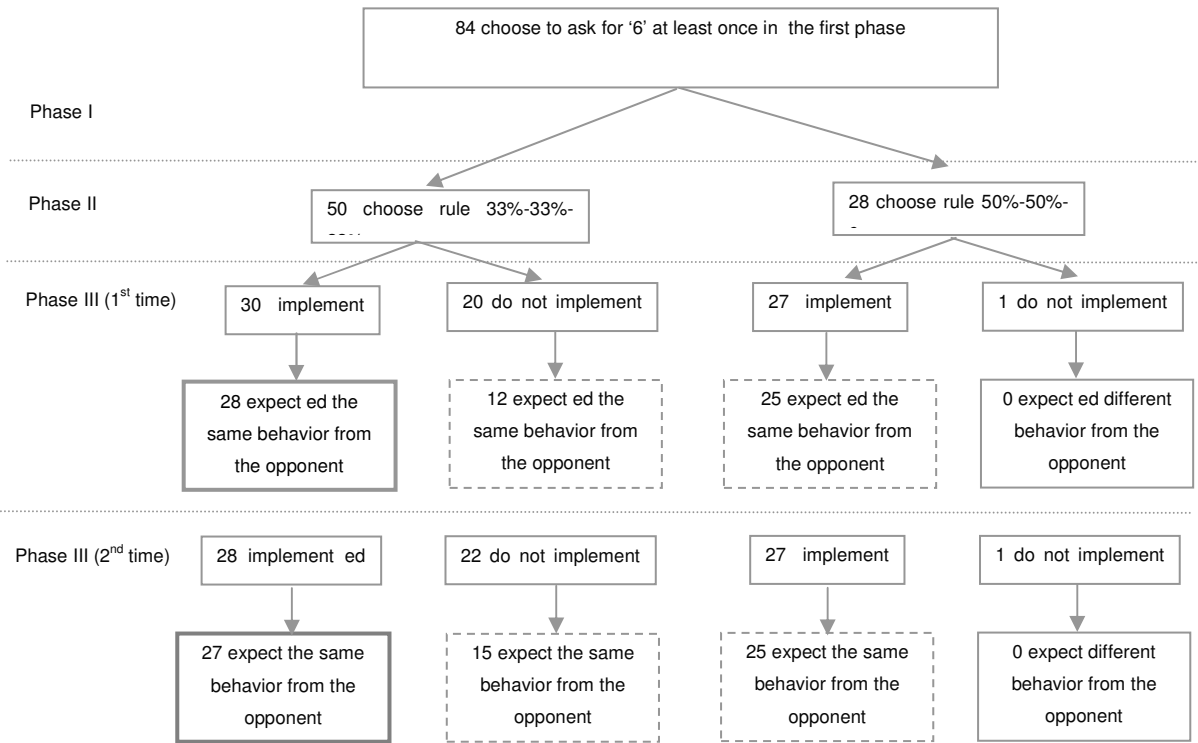 84 choose to ask for ‘6’ at least once in the first phase
Phase I
Phase II
50 choose rule 33%-33%-
28 choose rule 50%-50%-
Phase III (1st time)
30 implement
20 do not implement
27 implement
1 do not implement
28 expect ed the
same behavior from
the opponent
12 expect ed the
same behavior from
the opponent
25 expect ed the
same behavior from
the opponent
0 expect ed different
behavior from the
opponent
Phase III (2nd time)
28 implement ed
22 do not implement
27 implement
1 do not implement
27 expect the same
behavior from the
opponent
15 expect the same
behavior from the
opponent
25 expect the same
behavior from the
opponent
0 expect different
behavior from the
opponent